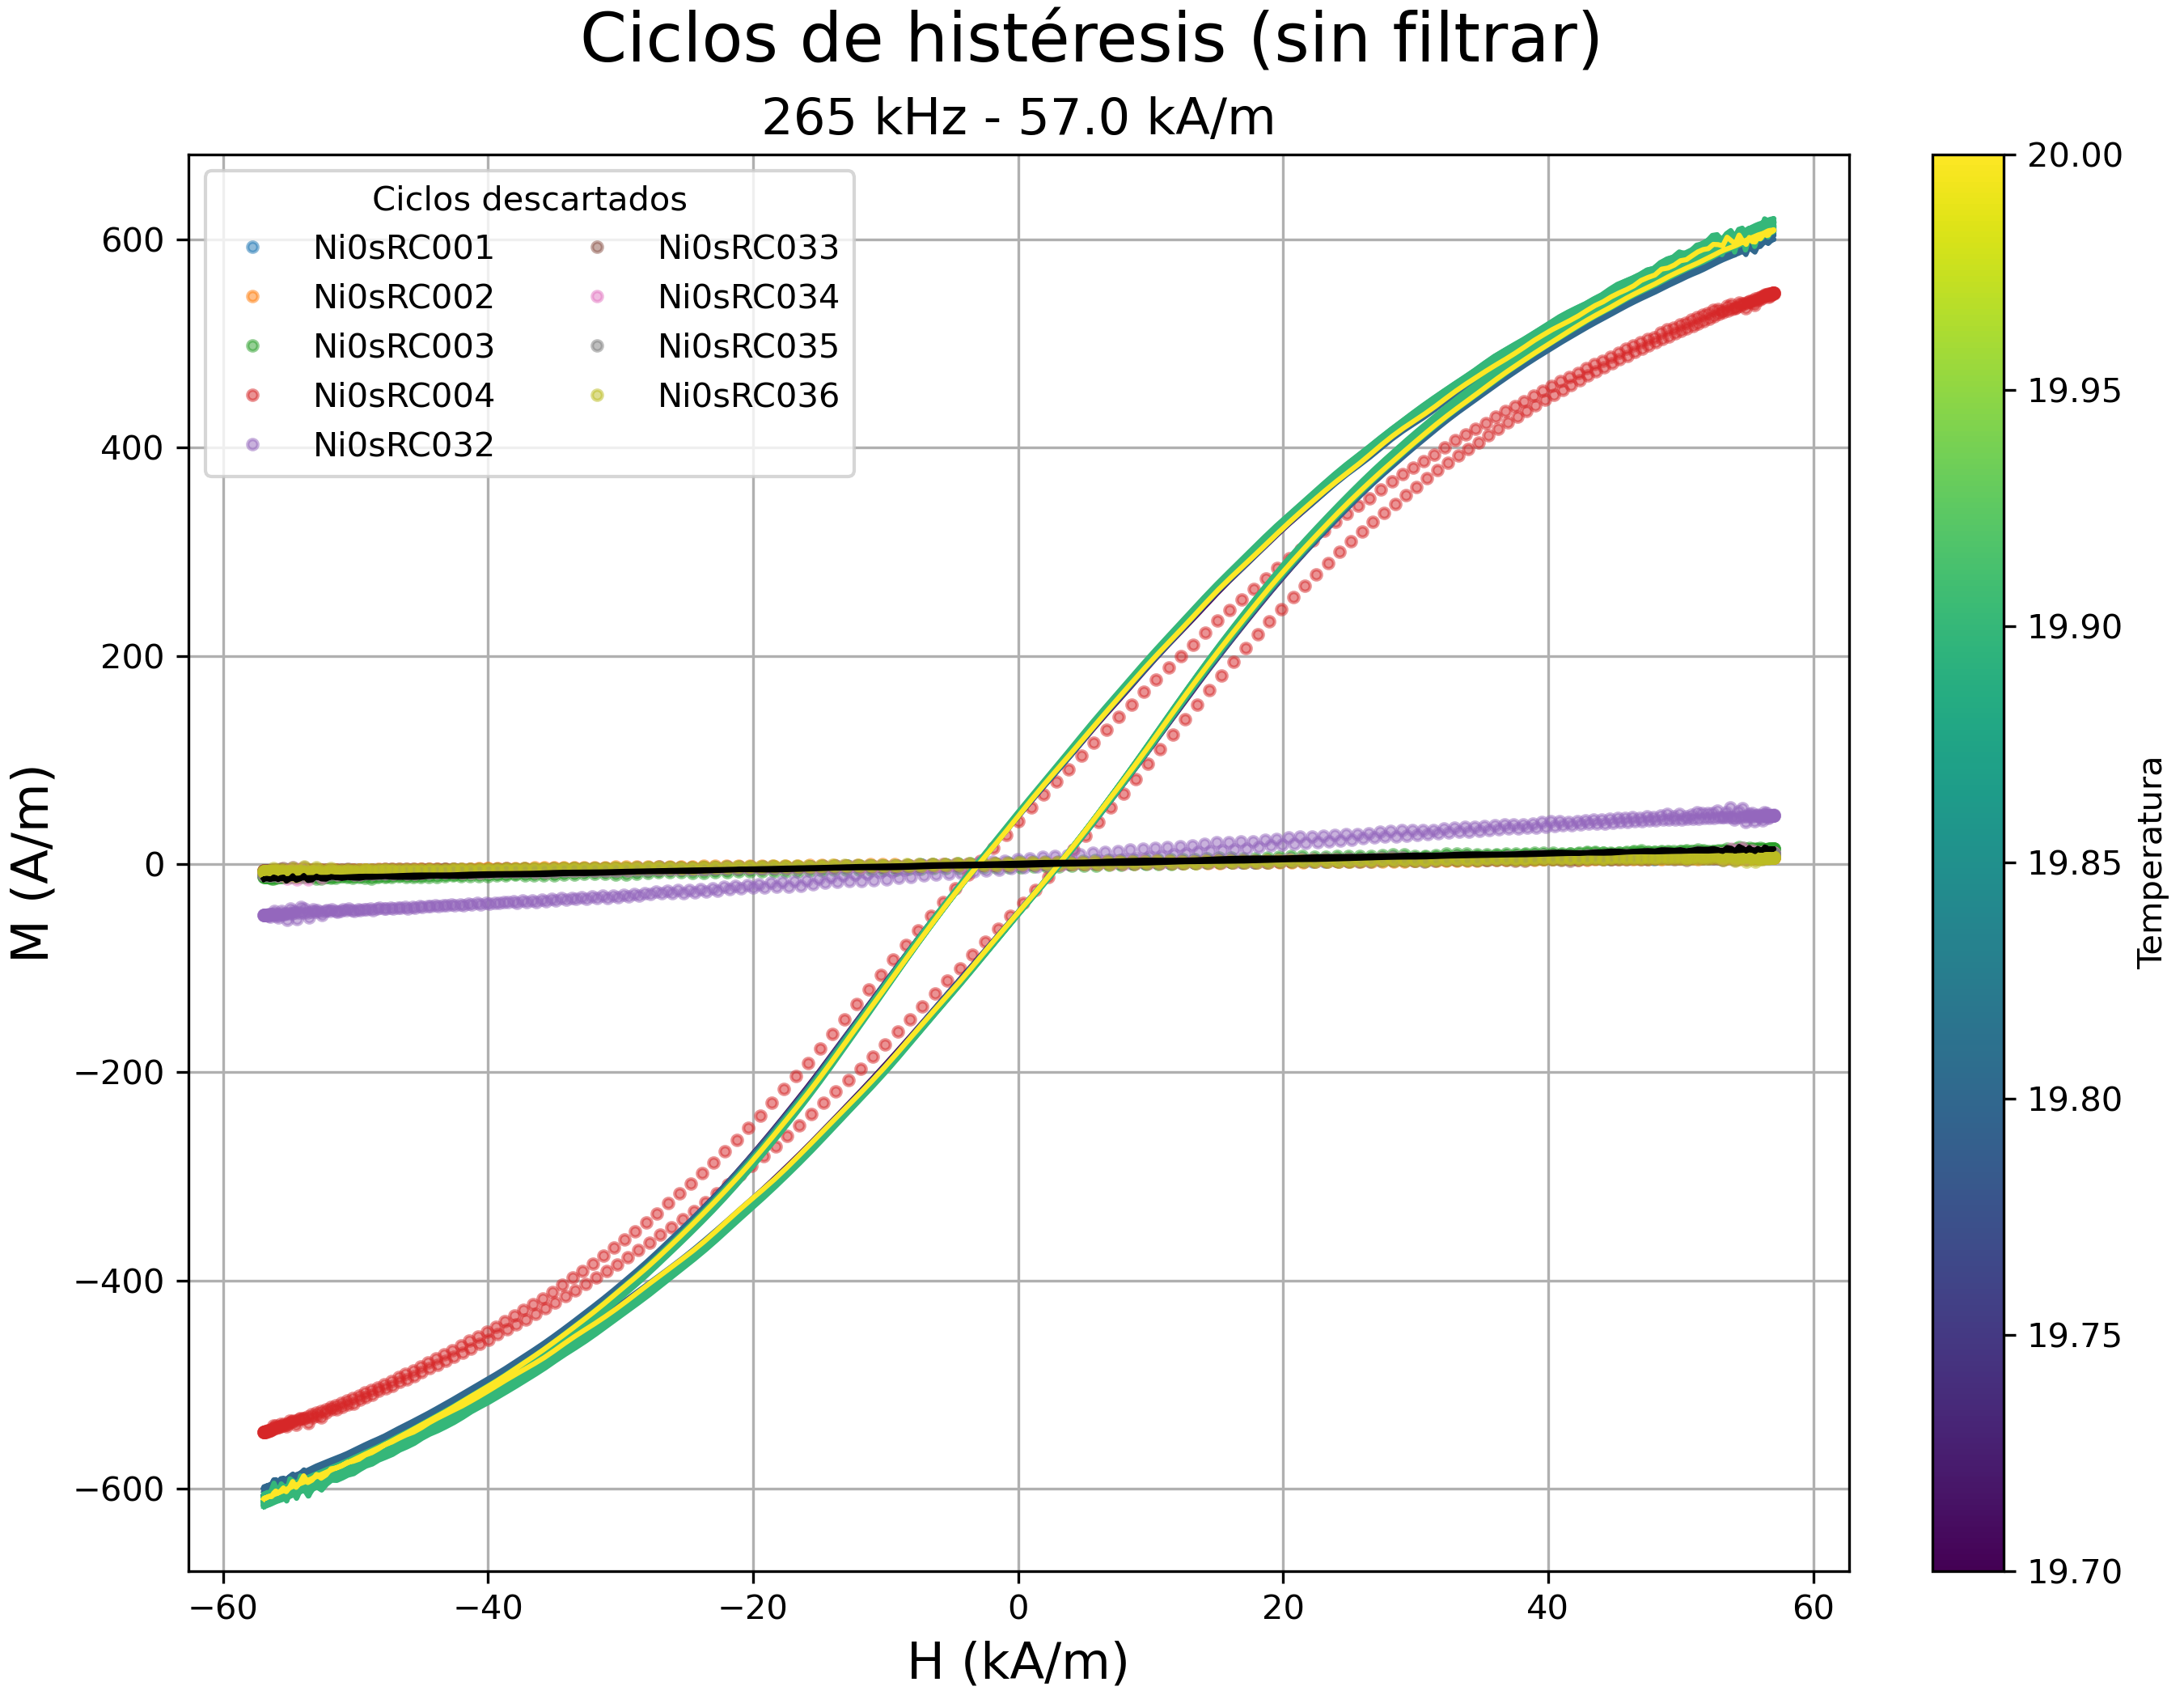 Ciclos de histéresis (sin filtrar)
265 kHz - 57.0 kA/m
Ciclos descartados
Ni0sRC001
Ni0sRC002
Ni0sRC003
Ni0sRC004
Ni0sRC032
Ni0sRC033
Ni0sRC034
Ni0sRC035
Ni0sRC036
M (A/m)
600
400
200
0
−200
−400
−600
−60 −40 −20 0 20 40 60
H (kA/m)
20.00
19.95
19.90
19.85
19.80
19.75
19.70
Temperatura